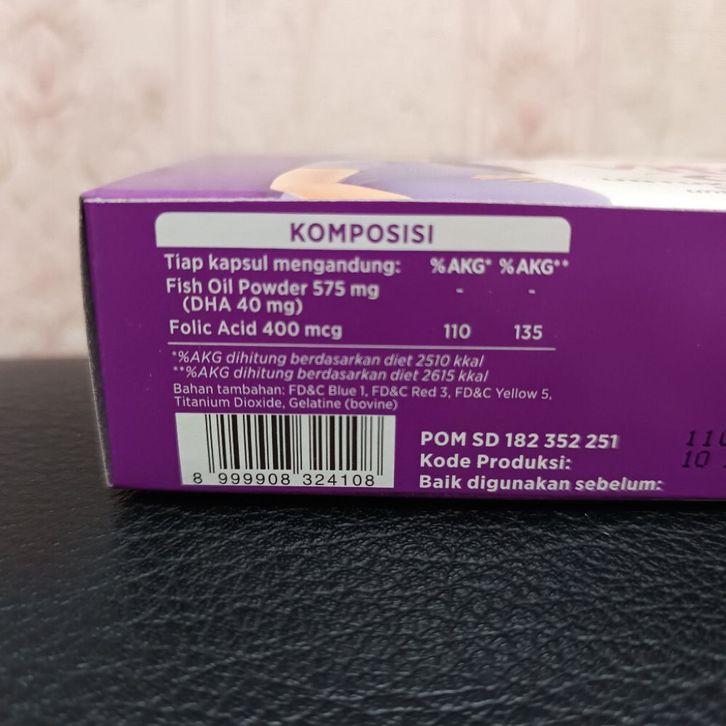 KOMPOSISI
Tiap kapsul mengandung: %AKG* %AKG**
Fish Oil Powder 575 mg - -
(DHA 40 mg)
Folic Acid 400 mcg 110 135
*%AKG dihitung berdasarkan diet 2510 kkal
**%AKG dihitung berdasarkan diet 2615 kkal
Bahan tambahan: FD&C Blue 1, FD&C Red 3, FD&C Yellow 5,
Titanium Dioxide, Gelatine (bovine)
8 999908 324108
POM SD 182 352 251
Kode Produksi:
Baik digunakan sebelum: 10